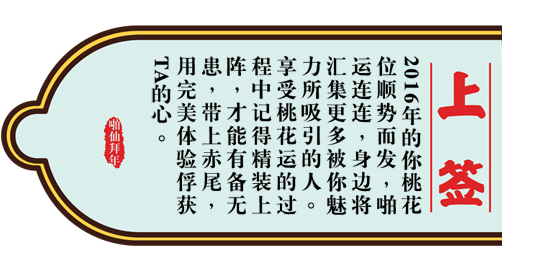 上签
2016年的你桃花
位顺势而发，啪
运连连，身边将
汇集更多被你魅
力所吸引的人。
享受桃花运的过
程中记得精装上
阵，才能有备无
患，带上赤尾，
用完美体验俘获
TA的心。
啪仙拜年